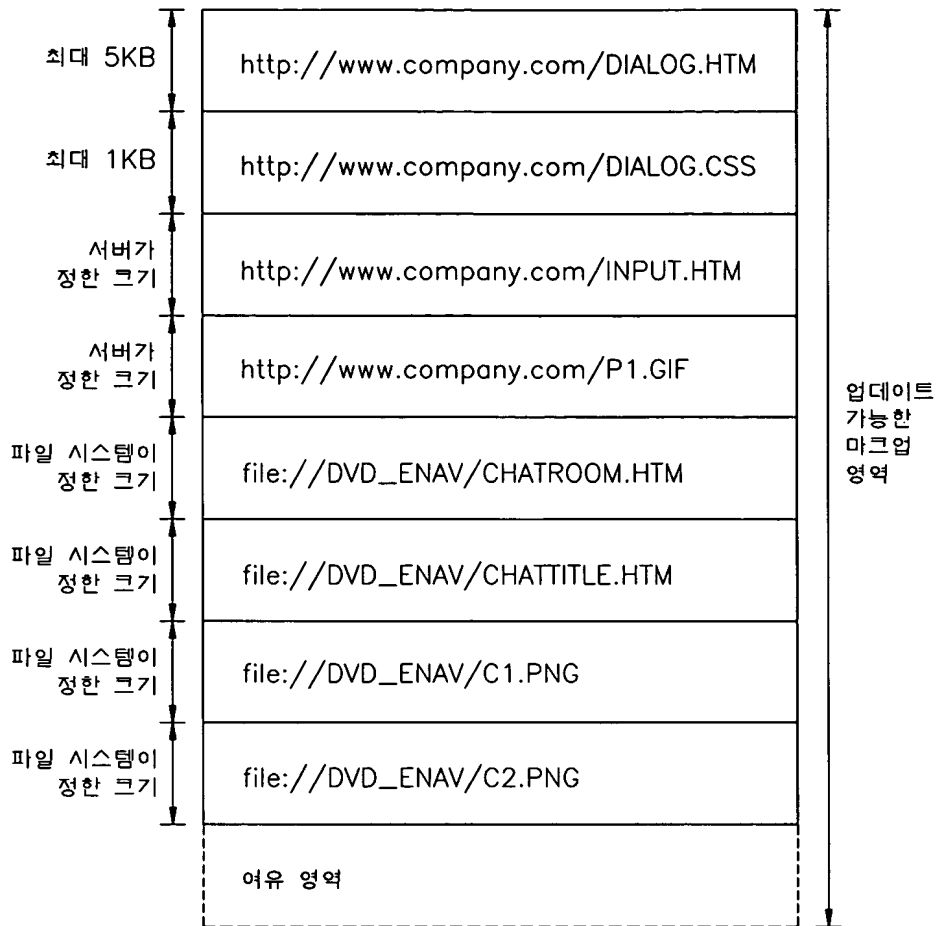 최대 5KB
http://www.company.com/DIALOG.HTM
최대 1KB
http://www.company.com/DIALOG.CSS
서버가
정한 크기
http://www.company.com/INPUT.HTM
서버가
정한 크기
http://www.company.com/P1.GIF
파일 시스템이
정한 크기
file://DVD_ENAV/CHATROOM.HTM
파일 시스템이
정한 크기
file://DVD_ENAV/CHATTITLE.HTM
파일 시스템이
정한 크기
file://DVD_ENAV/C1.PNG
파일 시스템이
정한 크기
file://DVD_ENAV/C2.PNG
여유 영역
업데이트
가능한
마크업
영역